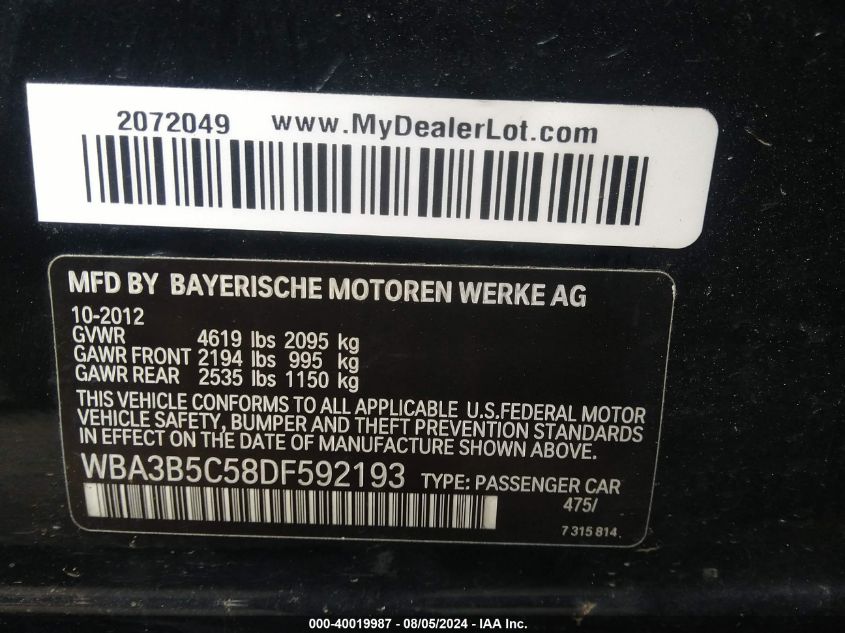 2072049 www.MyDealerLot.com
MFD BY BAYERISCHE MOTOREN WERKE AG
10-2012
GVWR 4619 lbs 2095 kg
GAWR FRONT 2194 lbs 995 kg
GAWR REAR 2535 lbs 1150 kg
THIS VEHICLE CONFORMS TO ALL APPLICABLE U.S.FEDERAL MOTOR
VEHICLE SAFETY, BUMPER AND THEFT PREVENTION STANDARDS
IN EFFECT ON THE DATE OF MANUFACTURE SHOWN ABOVE.
WBA3B5C58DF592193 TYPE: PASSENGER CAR
475/
7 315 814
000-40019987 - 08/05/2024 - IAA Inc.